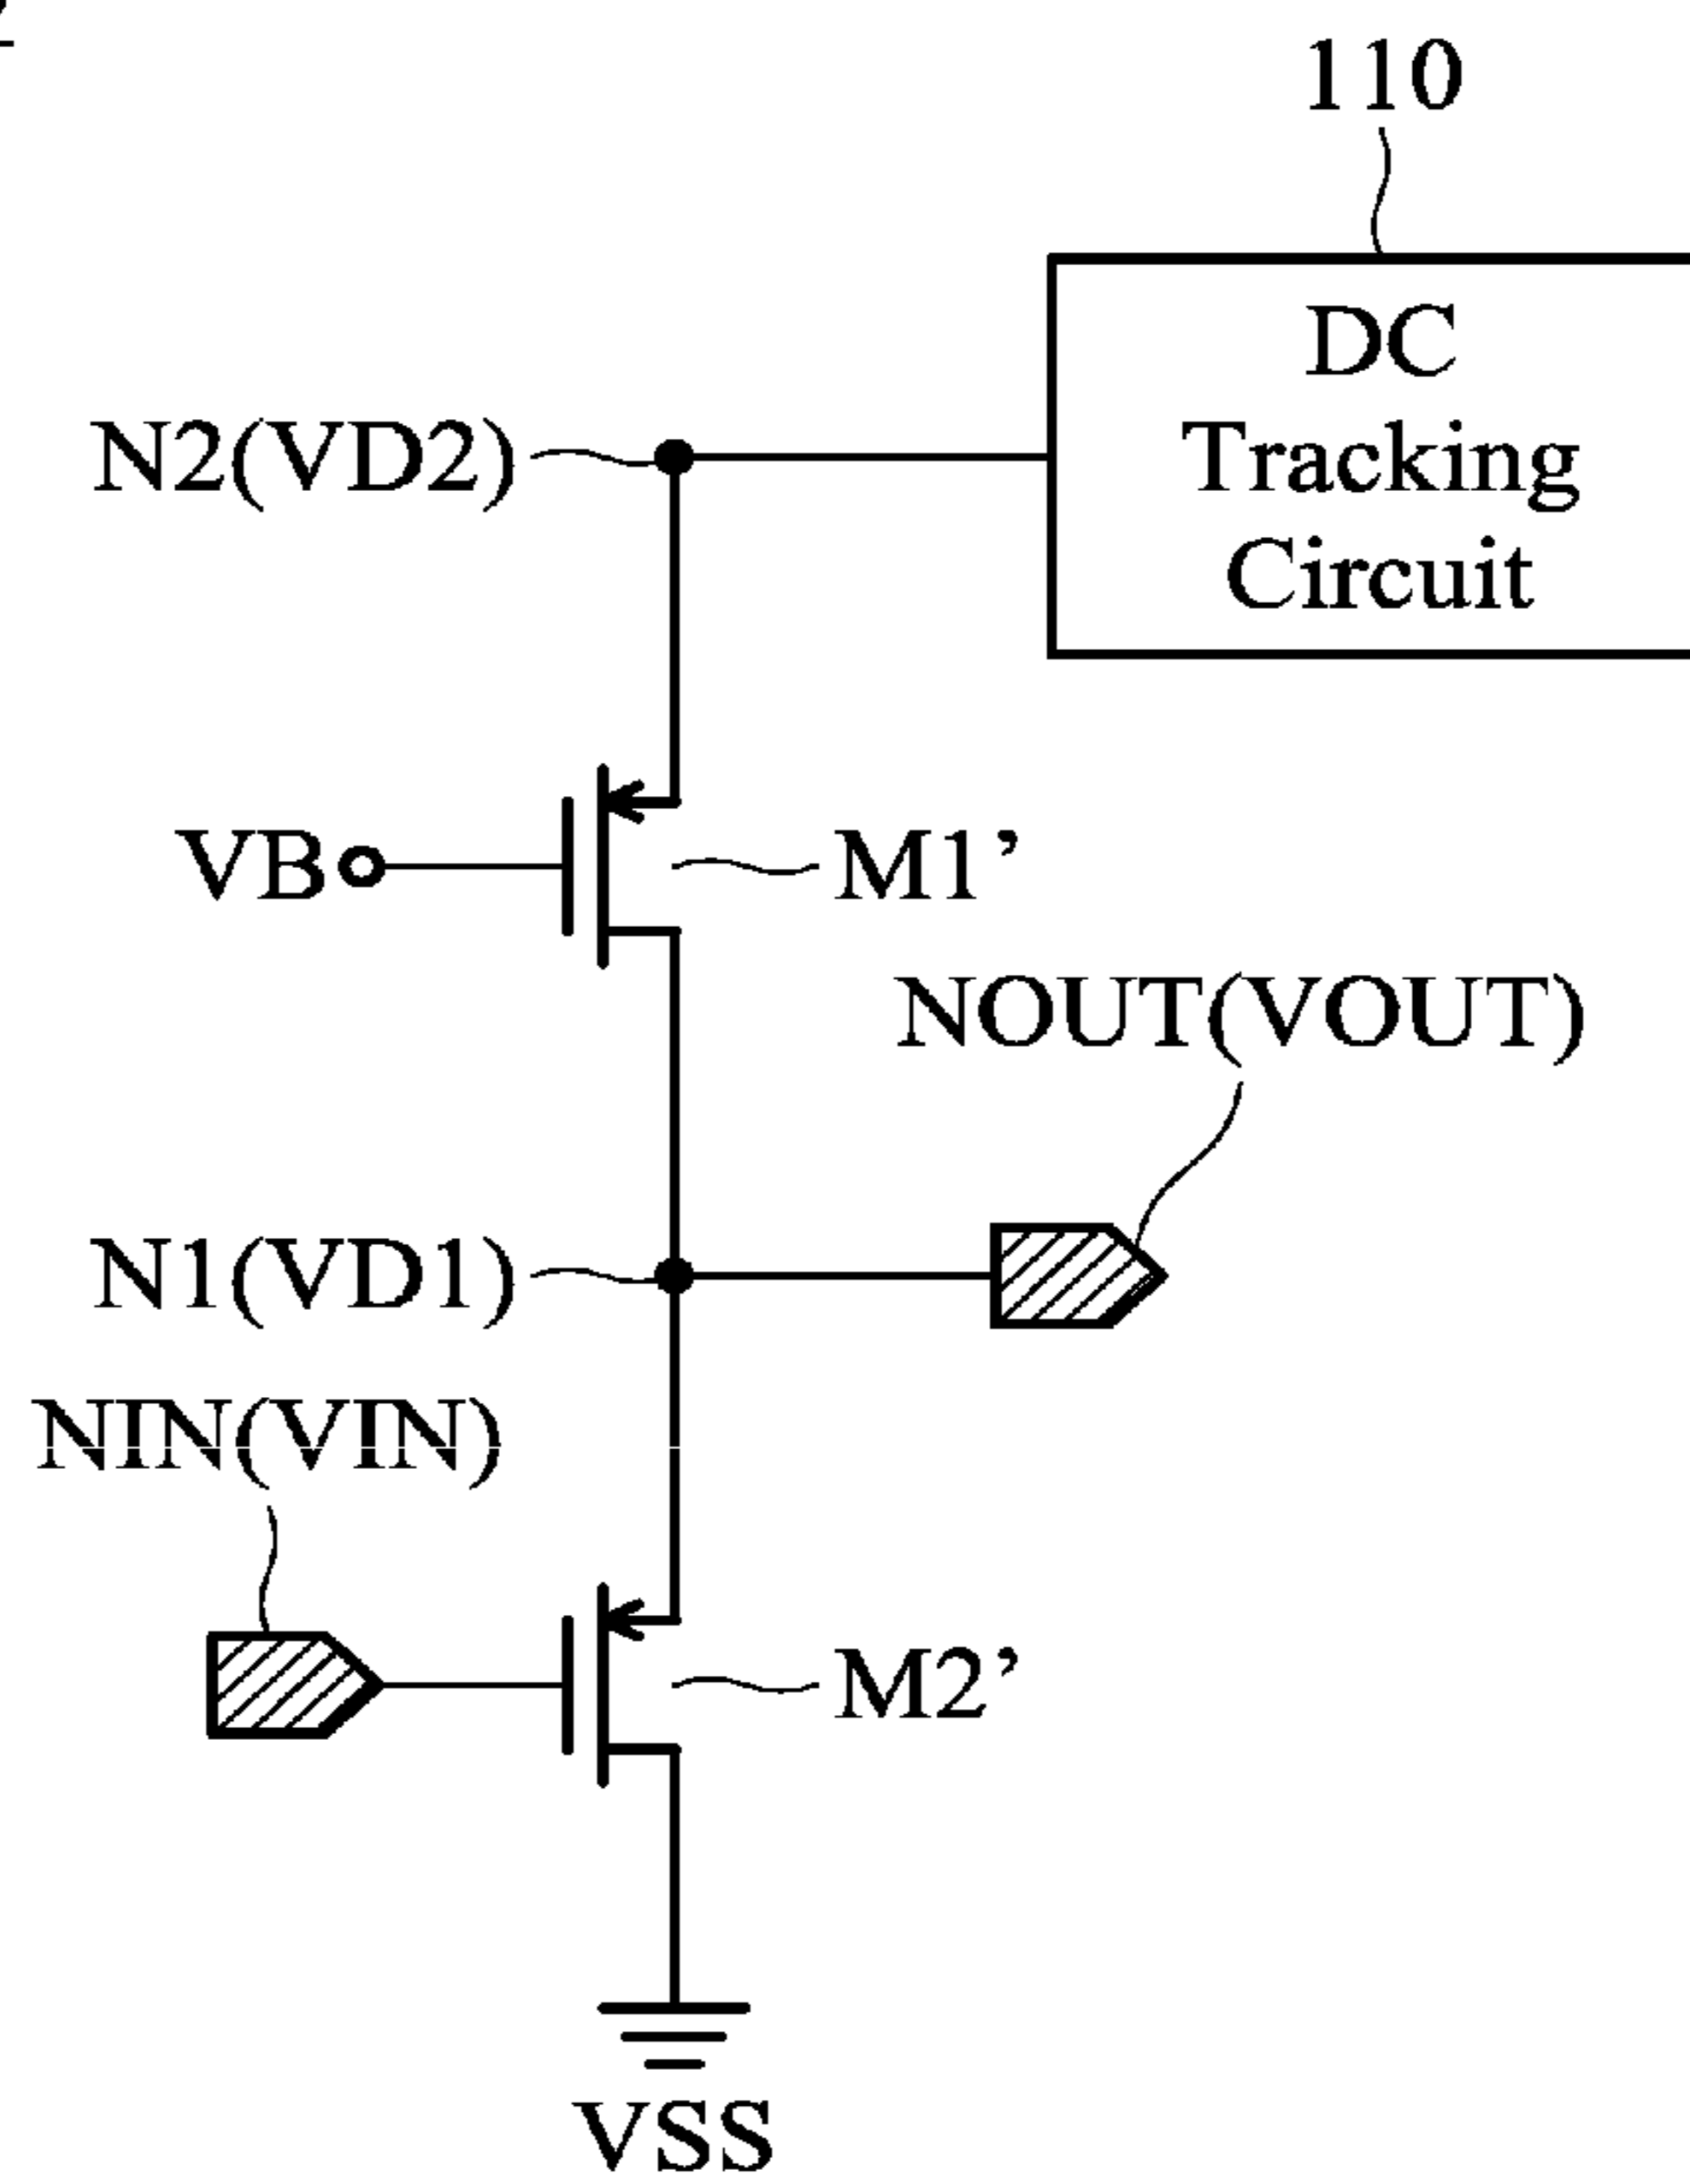 110
DC
Tracking
Circuit
N2(VD2)
VB
M1’
NOUT(VOUT)
N1(VD1)
NIN(VIN)
M2’
VSS